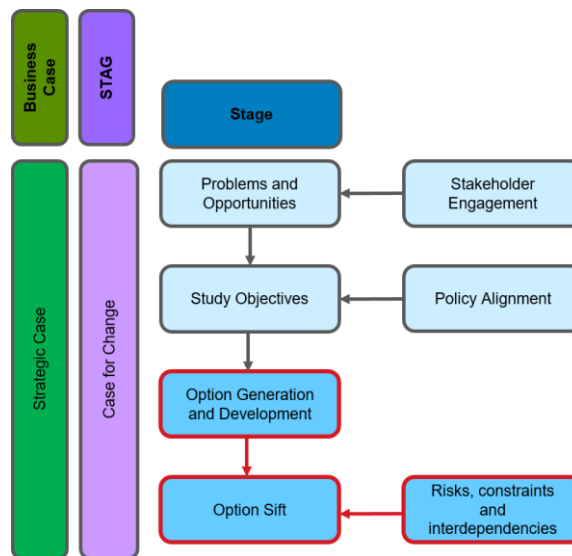 Business
Case
STAG
Stage
Problems and
Opportunities
Stakeholder
Engagement
Study Objectives
Policy Alignment
Strategic Case
Case for Change
Option Generation
and Development
Option Sift
Risks, constraints
and
interdependencies